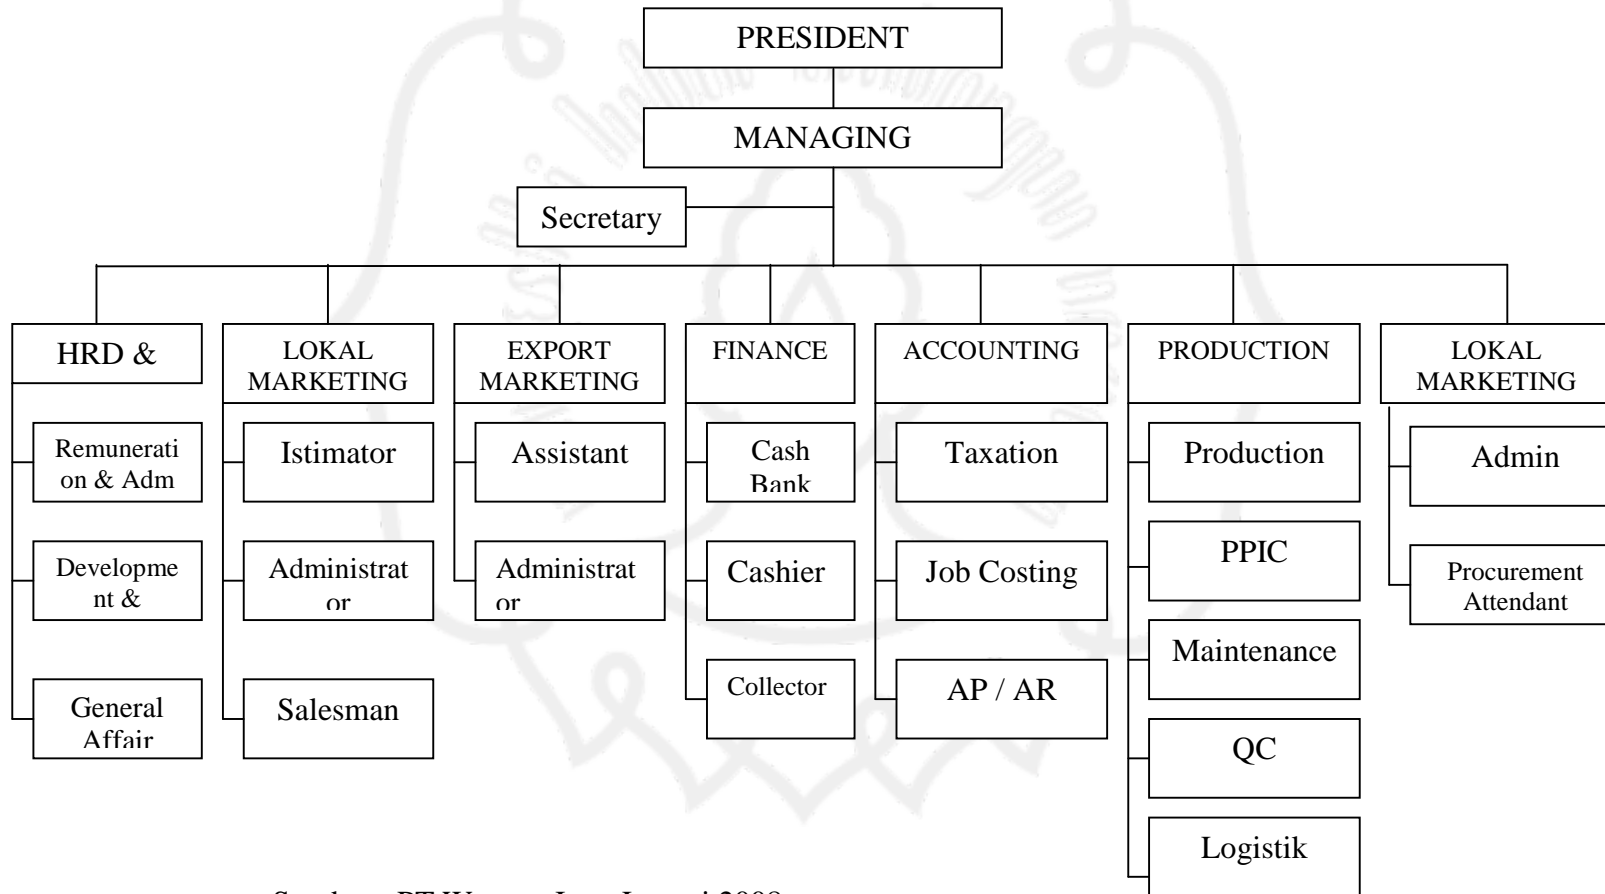 PRESIDENT
MANAGING
Secretary
HRD &
LOKAL
MARKETING
EXPORT
MARKETING
FINANCE
ACCOUNTING
PRODUCTION
LOKAL
MARKETING
Remunerati
on & Adm
Developme
nt &
General
Affair
Istimator
Administrat
or
Salesman
Assistant
Administrat
or
Cash
Bank
Cashier
Collector
Taxation
Job Costing
AP / AR
Production
PPIC
Maintenance
QC
Logistik
Admin
Procurement
Attendant